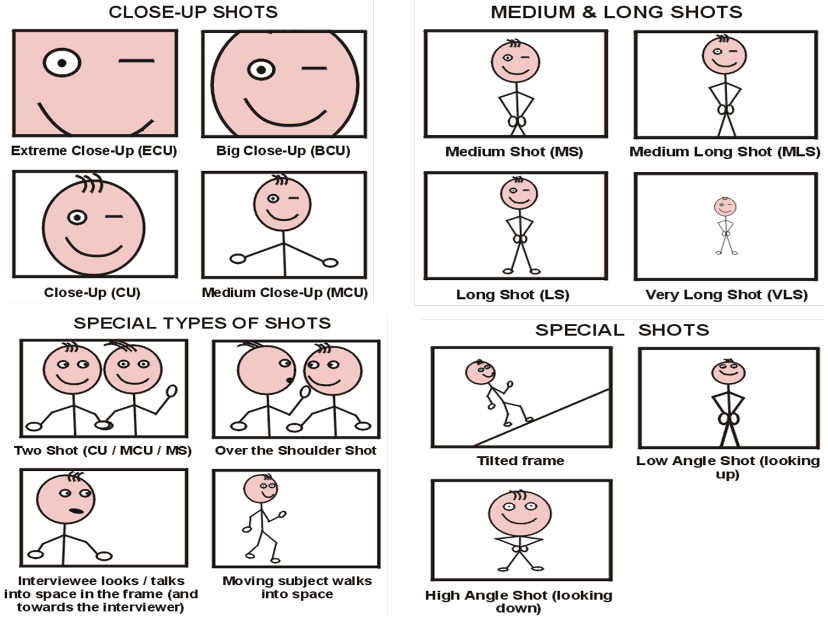 CLOSE-UP SHOTS
Extreme Close-Up (ECU)
Big Close-Up (BCU)
Close-Up (CU)
Medium Close-Up (MCU)
MEDIUM & LONG SHOTS
Medium Shot (MS)
Medium Long Shot (MLS)
Long Shot (LS)
Very Long Shot (VLS)
SPECIAL TYPES OF SHOTS
Two Shot (CU / MCU / MS)
Over the Shoulder Shot
Interviewee looks / talks
into space in the frame (and
towards the interviewer)
Moving subject walks
into space
SPECIAL SHOTS
Tilted frame
Low Angle Shot (looking
up)
High Angle Shot (looking
down)